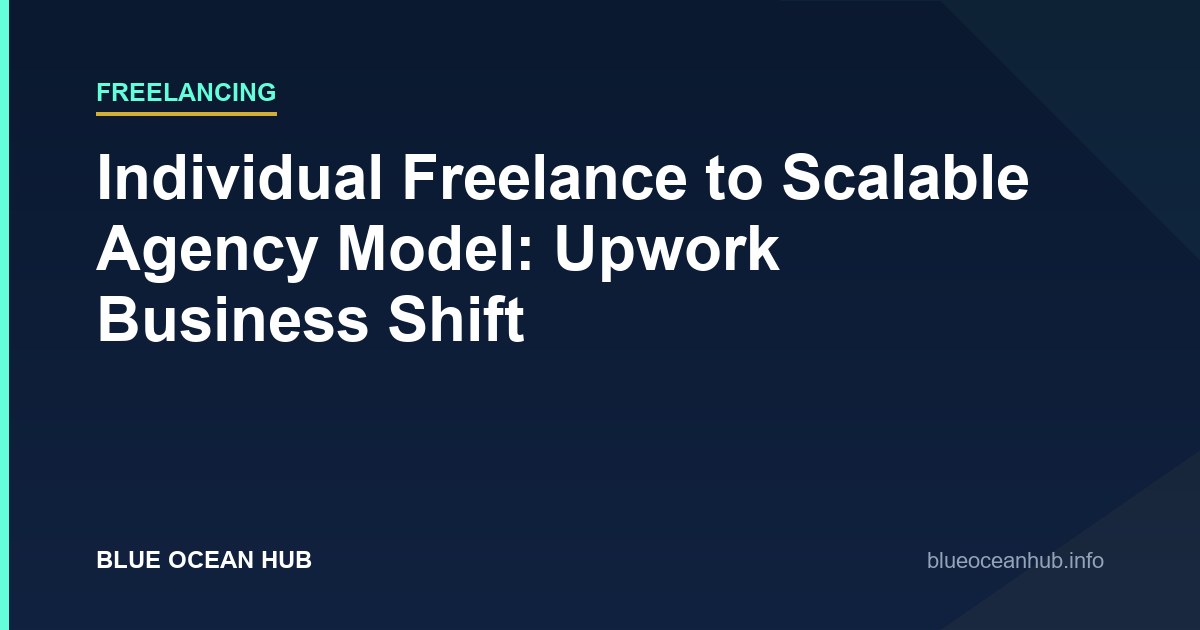 FREELANCING
Individual Freelance to Scalable
Agency Model: Upwork
Business Shift
BLUE OCEAN HUB
blueoceanhub.info